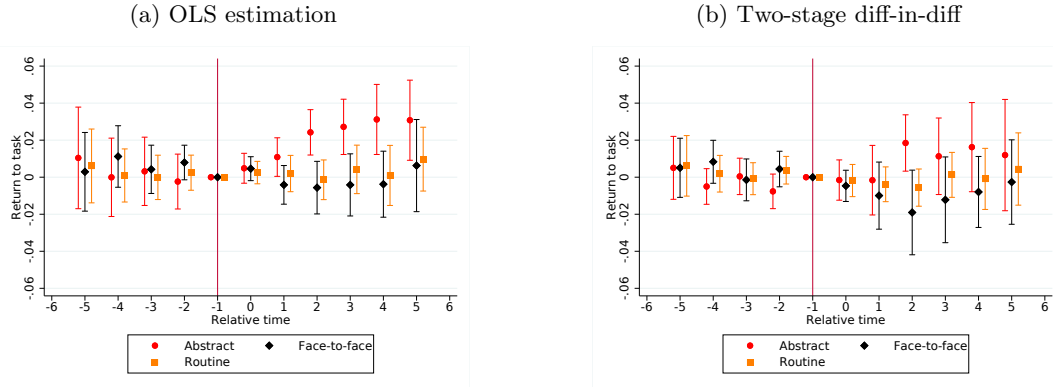 (a) OLS estimation
Return to task
.06
.04
.02
0
-.02
-.04
-.06
-6 -5 -4 -3 -2 -1 0 1 2 3 4 5 6
Relative time
Abstract Face-to-face
Routine
(b) Two-stage diff-in-diff
Return to task
.06
.04
.02
0
-.02
-.04
-.06
-6 -5 -4 -3 -2 -1 0 1 2 3 4 5 6
Relative time
Abstract Face-to-face
Routine